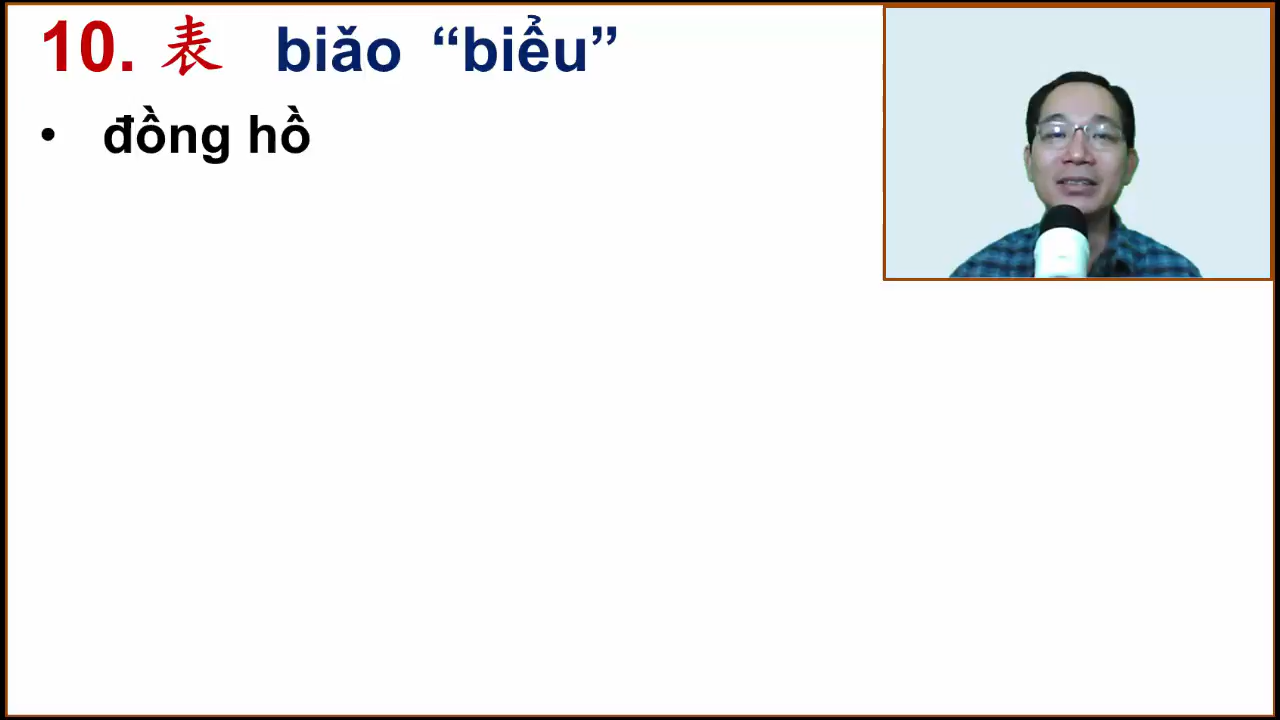 10. 表 biǎo “biểu”
• đồng hồ